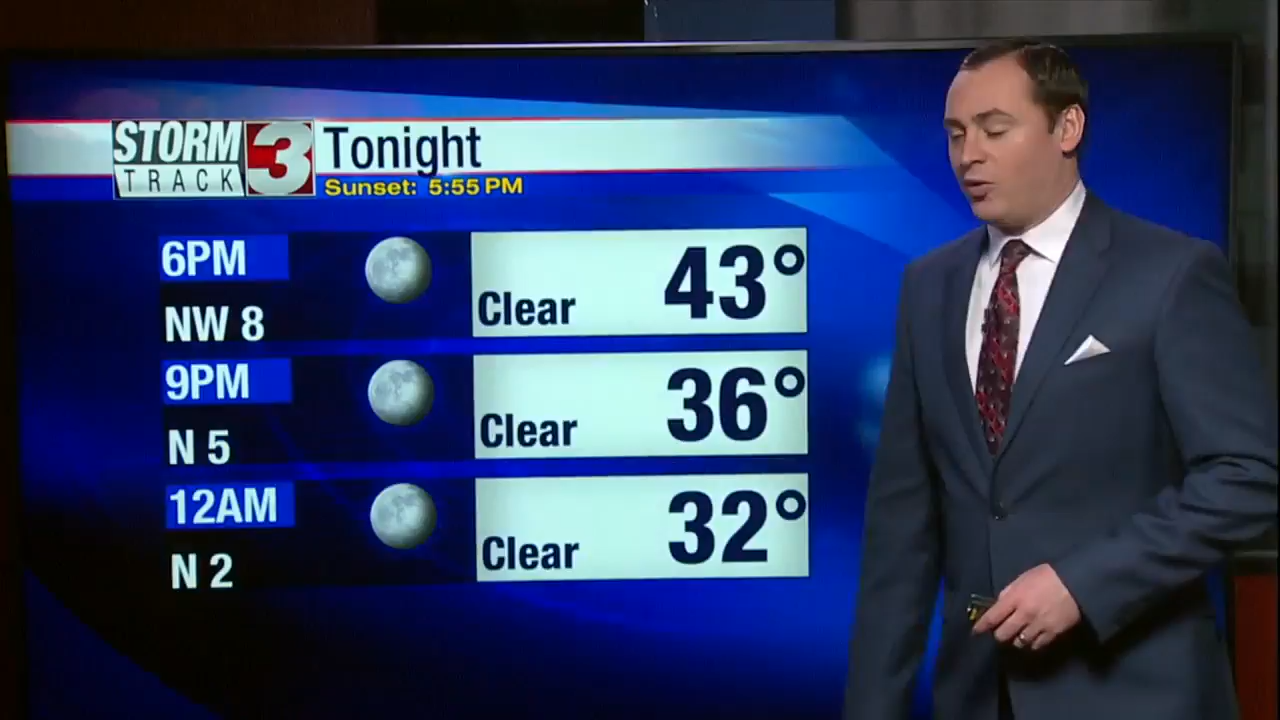 STORM
TRACK
3
Tonight
Sunset: 5:55 PM
6PM
NW 8
Clear
43°
9PM
N 5
Clear
36°
12AM
N 2
Clear
32°